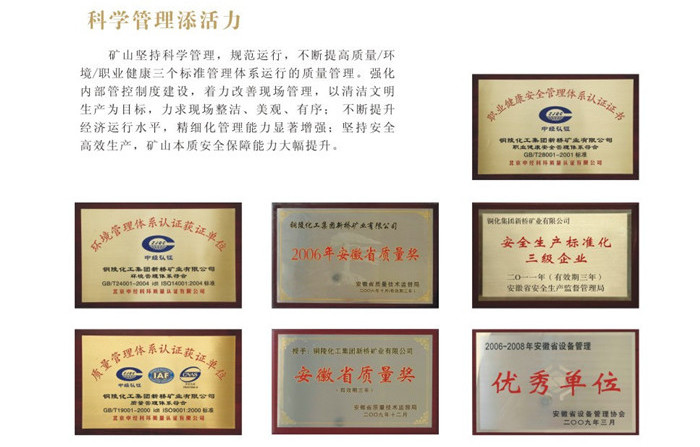 科学管理添活力
矿山坚持科学管理，规范运行，不断提高质量/环
境/职业健康三个标准管理体系运行的质量管理。强化
内部管控制度建设，着力改善现场管理，以清洁文明
生产为目标，力求现场整洁、美观、有序； 不断提升
经济运行水平，精细化管理能力显著增强：坚持安全
高效生产，矿山本质安全保障能力大幅提升。
职业健康安全管理体系认证证书
中经认证
铜陵化工集团新桥矿业有限公司
职业健康安全管理体系符合
GB/T28001-2001 标准
环境管理体系认证获证单位
中经认证
铜陵化工集团新桥矿业有限公司
环境管理体系符合
GB/T24001-2004 idt ISO14001:2004 标准
铜陵化工集团新桥矿业有限公司
2006年安徽省质量奖
安徽省质量技术监督局
铜化集团新桥矿业有限公司
安全生产标准化
三级企业
二〇一一年（有效期三年）
安徽省安全生产监督管理局
质量管理体系认证获证单位
IAF
中经认证
铜陵化工集团新桥矿业有限公司
质量管理体系符合
GB/T19001-2000 idt ISO9001:2000 标准
授予：铜陵化工集团新桥矿业有限公司
安徽省质量奖
（有效期三年）
安徽省质量技术监督局
二〇〇九年十二月
2006-2008年安徽省设备管理
优秀单位
安徽省设备管理协会
二〇〇九年三月